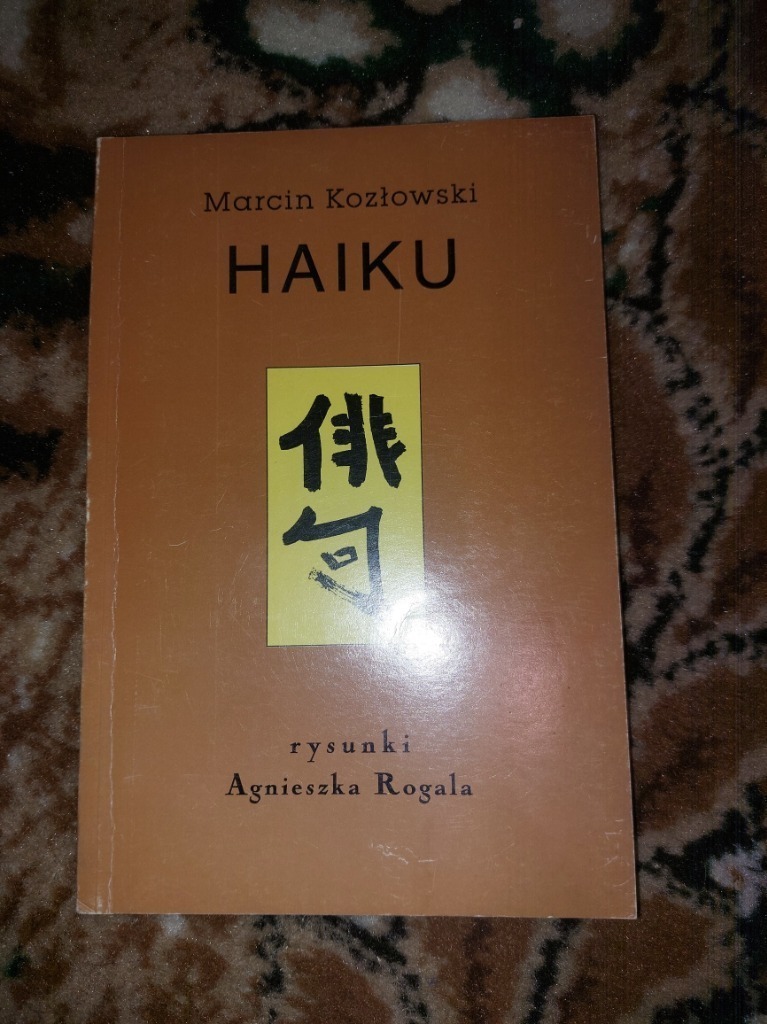 Marcin Kozłowski
HAIKU
俳
句
rysunki
Agnieszka Rogala